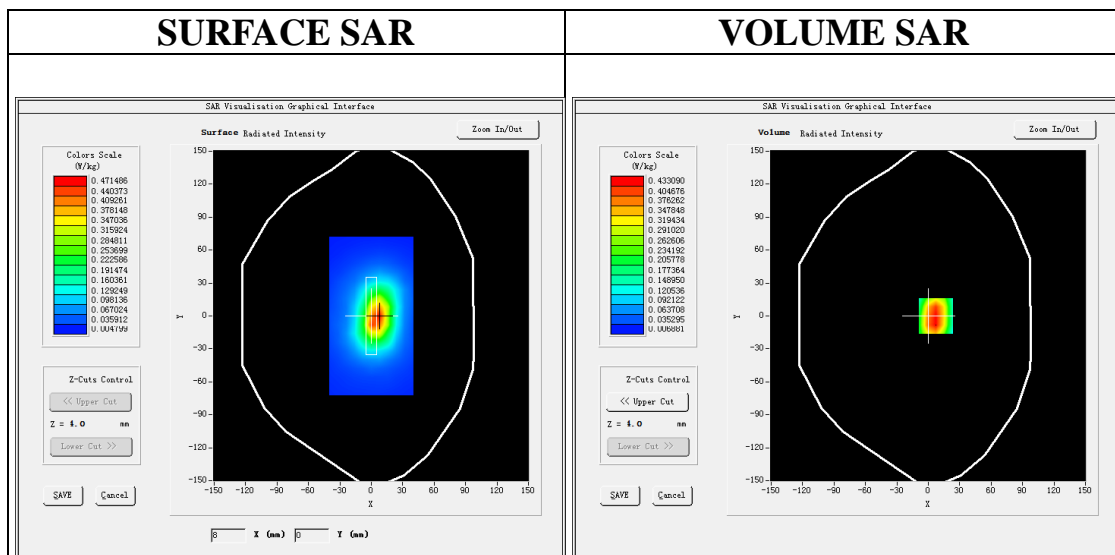 SURFACE SAR
VOLUME SAR
SAR Visualisation Graphical Interface
Surface Radiated Intensity
Zoom In/Out
Colors Scale
(W/kg)
0.471486
0.440373
0.409261
0.378148
0.347036
0.315924
0.284811
0.253699
0.222586
0.191474
0.160361
0.129249
0.098136
0.067024
0.035912
0.004799
150
120
90
60
30
0
-30
-60
-90
-120
-150
Y
-150 -120 -90 -60 -30 0 30 60 90 120 150
X
Z-Cuts Control
<< Upper Cut
Z = 4.0 mm
Lower Cut >>
SAVE Cancel
8 X (mm) 0 Y (mm)
SAR Visualisation Graphical Interface
Volume Radiated Intensity
Zoom In/Out
Colors Scale
(W/kg)
0.433090
0.404676
0.376262
0.347848
0.319434
0.291020
0.262606
0.234192
0.205778
0.177364
0.148950
0.120536
0.092122
0.063708
0.035295
0.006881
150
120
90
60
30
0
-30
-60
-90
-120
-150
Y
-150 -120 -90 -60 -30 0 30 60 90 120 150
X
Z-Cuts Control
<< Upper Cut
Z = 4.0 mm
Lower Cut >>
SAVE Cancel